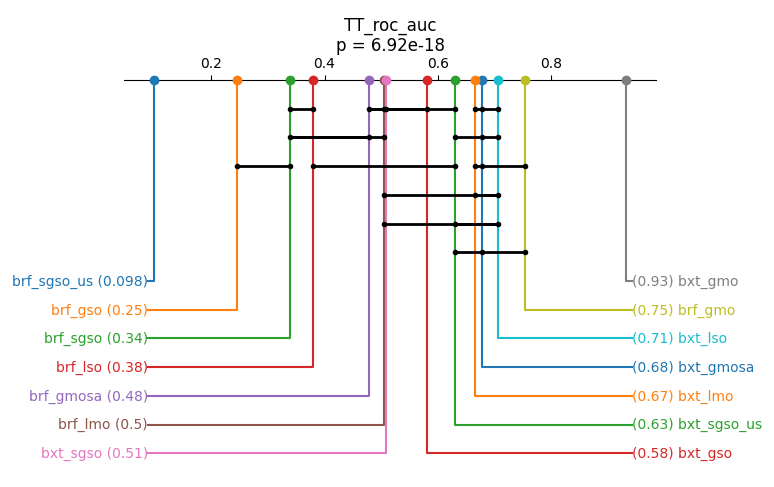 TT_roc_auc
p = 6.92e-18
0.2 0.4 0.6 0.8
brf_sgso_us (0.098) (0.93) bxt_gmo
brf_gso (0.25) (0.75) brf_gmo
brf_sgso (0.34) (0.71) bxt_lso
brf_lso (0.38) (0.68) bxt_gmosa
brf_gmosa (0.48) (0.67) bxt_lmo
brf_lmo (0.5) (0.63) bxt_sgso_us
bxt_sgso (0.51) (0.58) bxt_gso